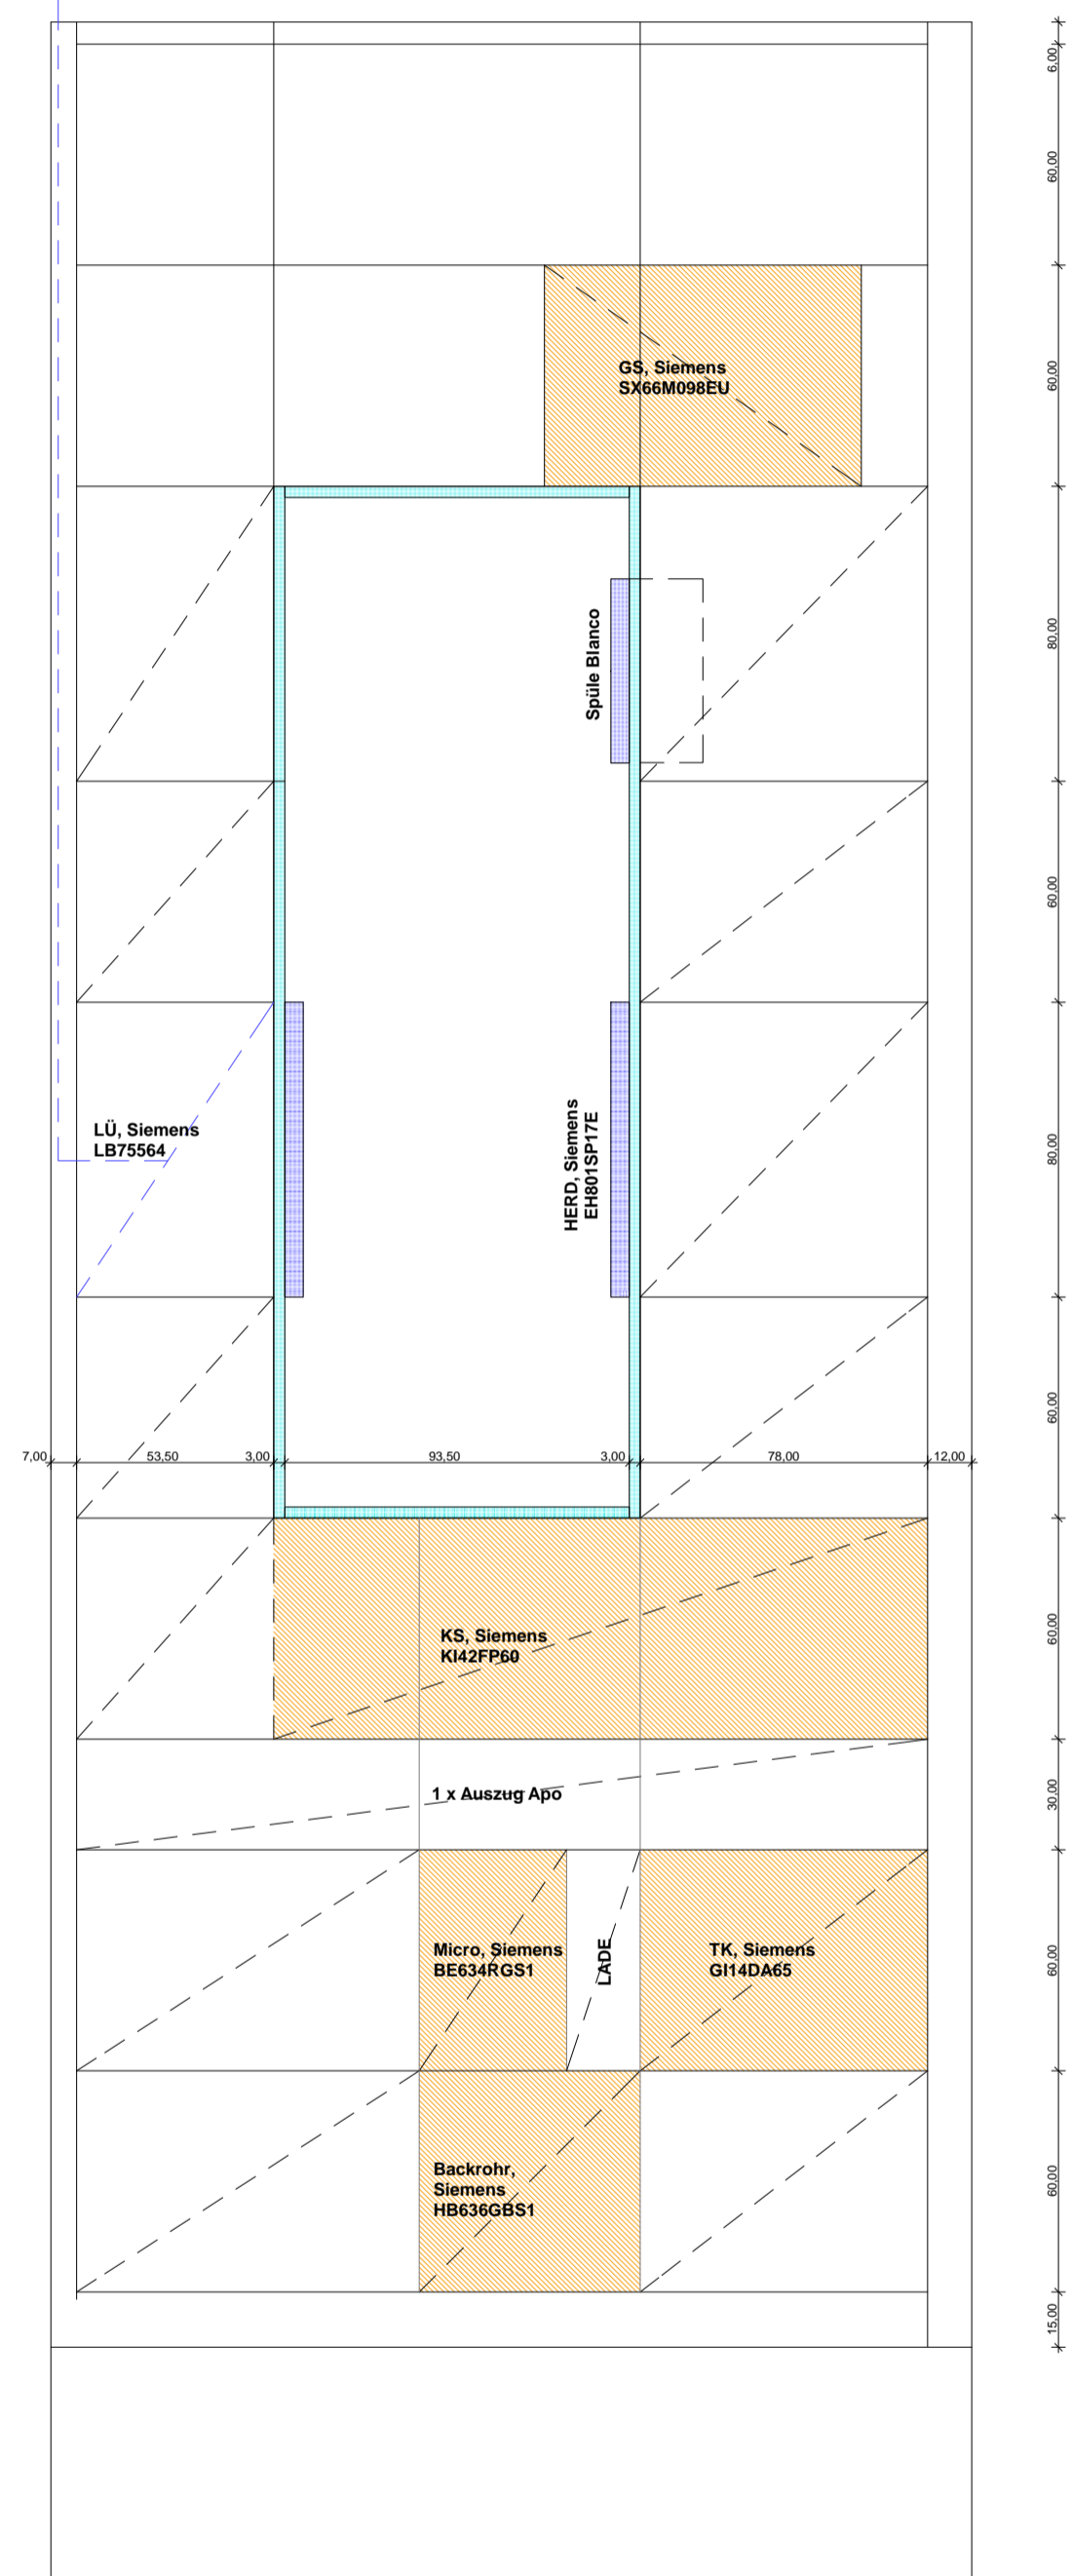 6,00
60,00
GS, Siemens
SX66M098EU
60,00
Spüle Blanco
80,00
60,00
LÜ, Siemens
LB75564
HERD, Siemens
EH801SP17E
80,00
60,00
7,00
53,50
3,00
93,50
3,00
78,00
12,00
KS, Siemens
KI42FP60
60,00
1 x Auszug Apo
30,00
Micro, Siemens
BE634RGS1
LADE
TK, Siemens
GI14DA65
60,00
Backrohr,
Siemens
HB636GBS1
60,00
15,00